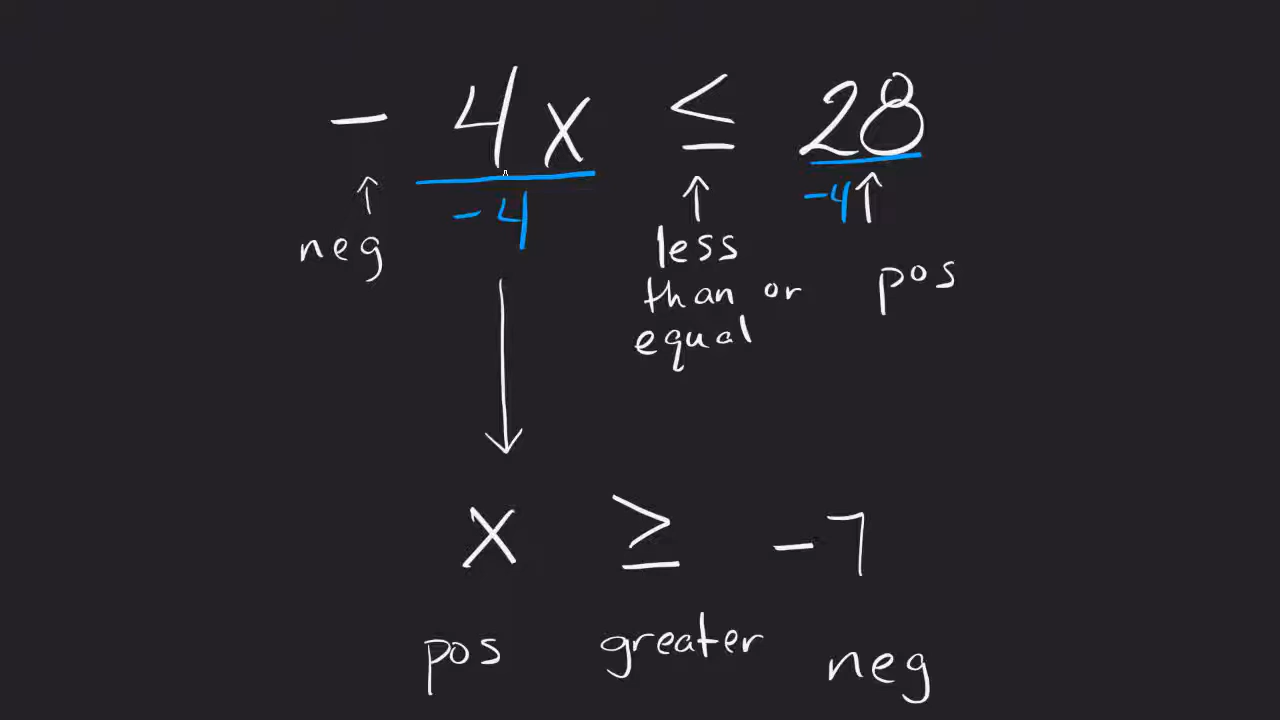 - 4x ≤ 28
-4 -4
neg less pos
than or
equal
x ≥ -7
pos greater neg